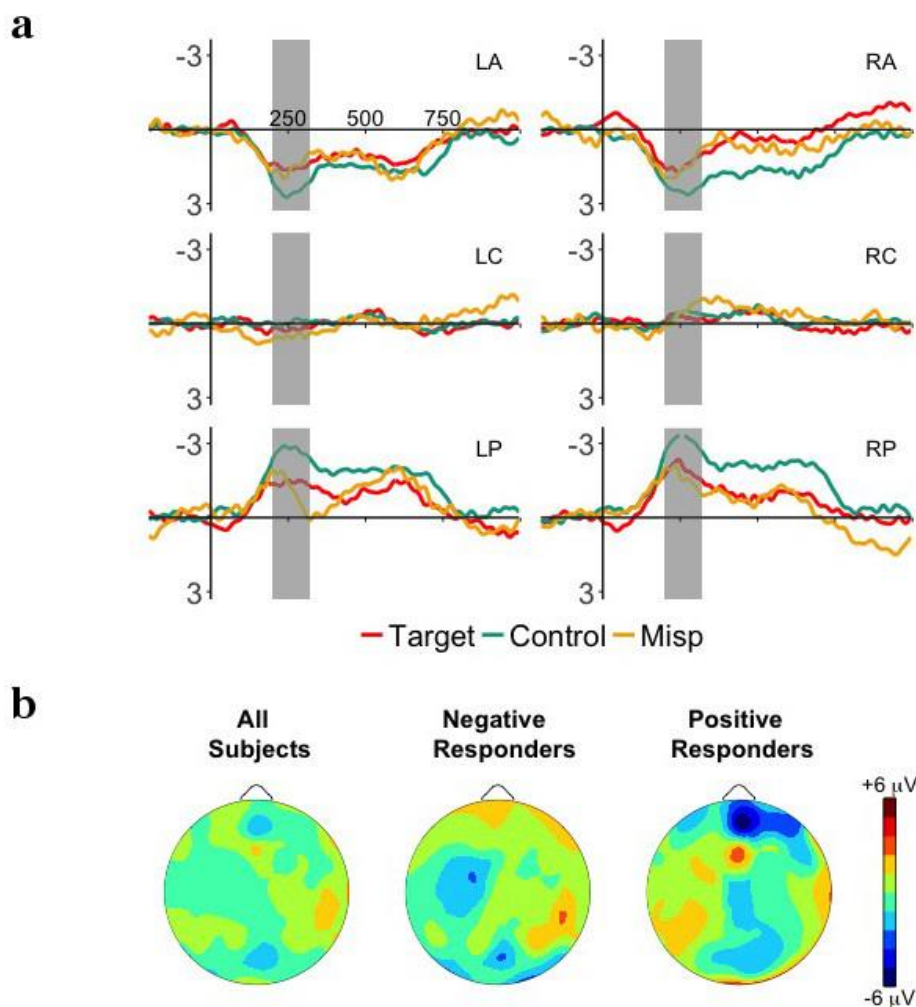 a
-3
LA
250 500 750
3
-3
RA
3
-3
LC
3
-3
RC
3
-3
LP
3
-3
RP
3
Target Control Misp
b
All
Subjects
Negative
Responders
Positive
Responders
+6 μV
-6 μV